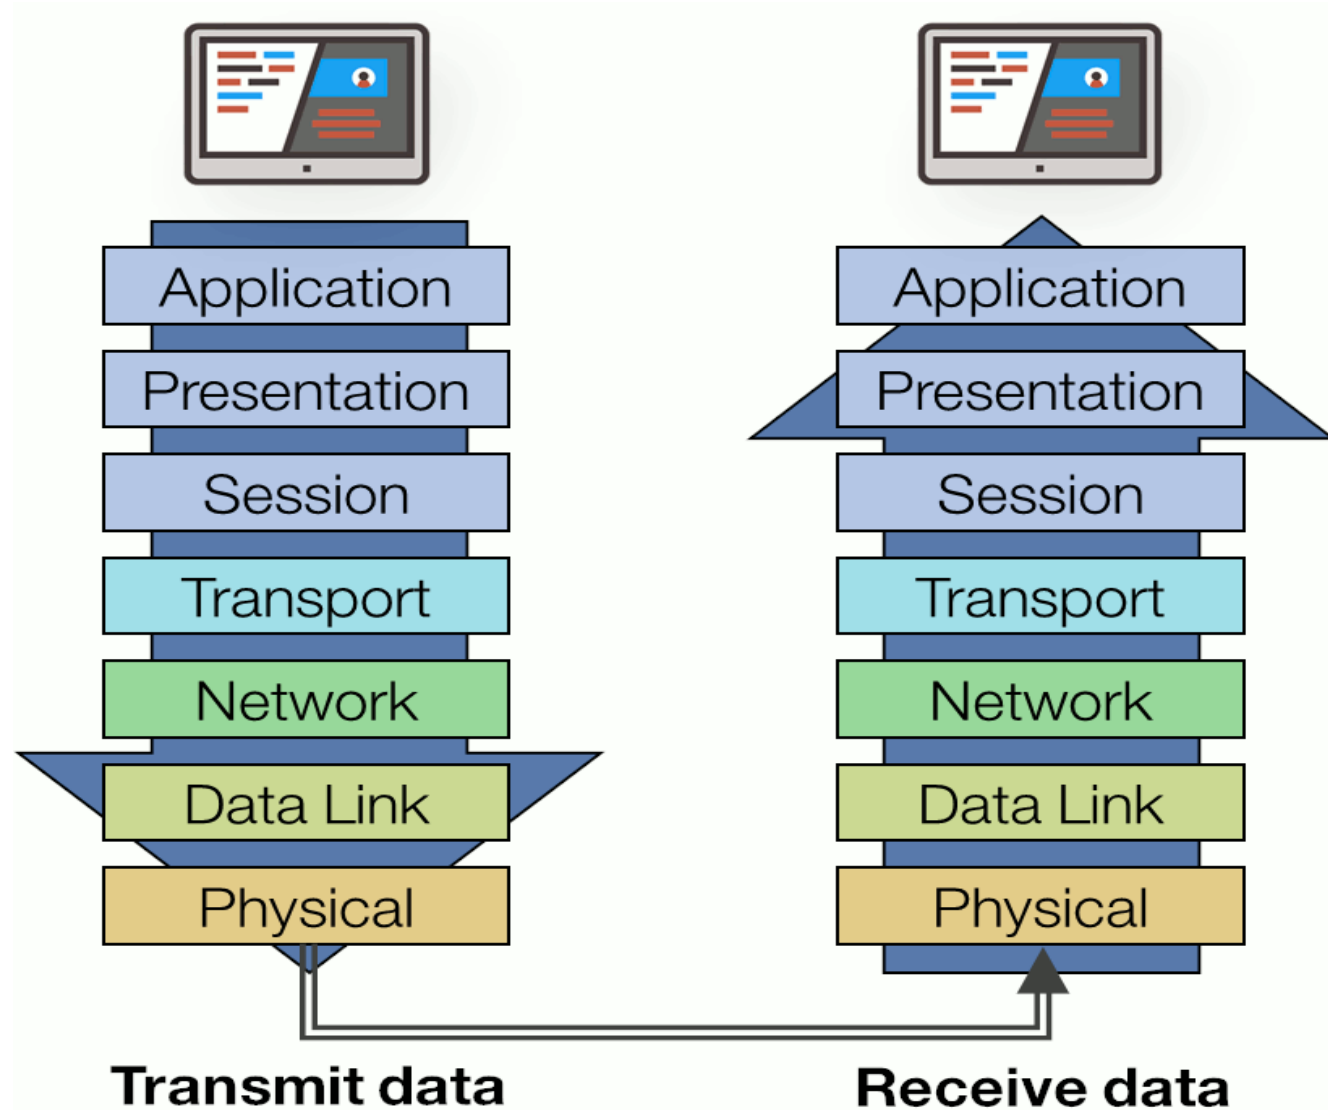 Application
Presentation
Session
Transport
Network
Data Link
Physical
Transmit data
Application
Presentation
Session
Transport
Network
Data Link
Physical
Receive data